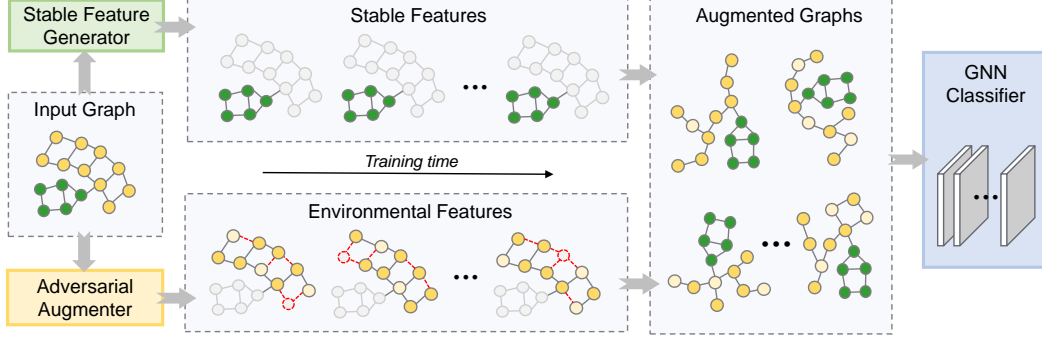 Stable Feature
Generator
Stable Features
Augmented Graphs
Input Graph
GNN
Classifier
Training time
Environmental Features
Adversarial
Augmenter